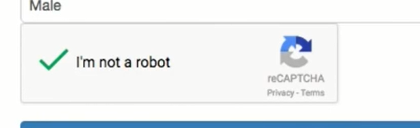 Male
I'm not a robot
reCAPTCHA
Privacy - Terms